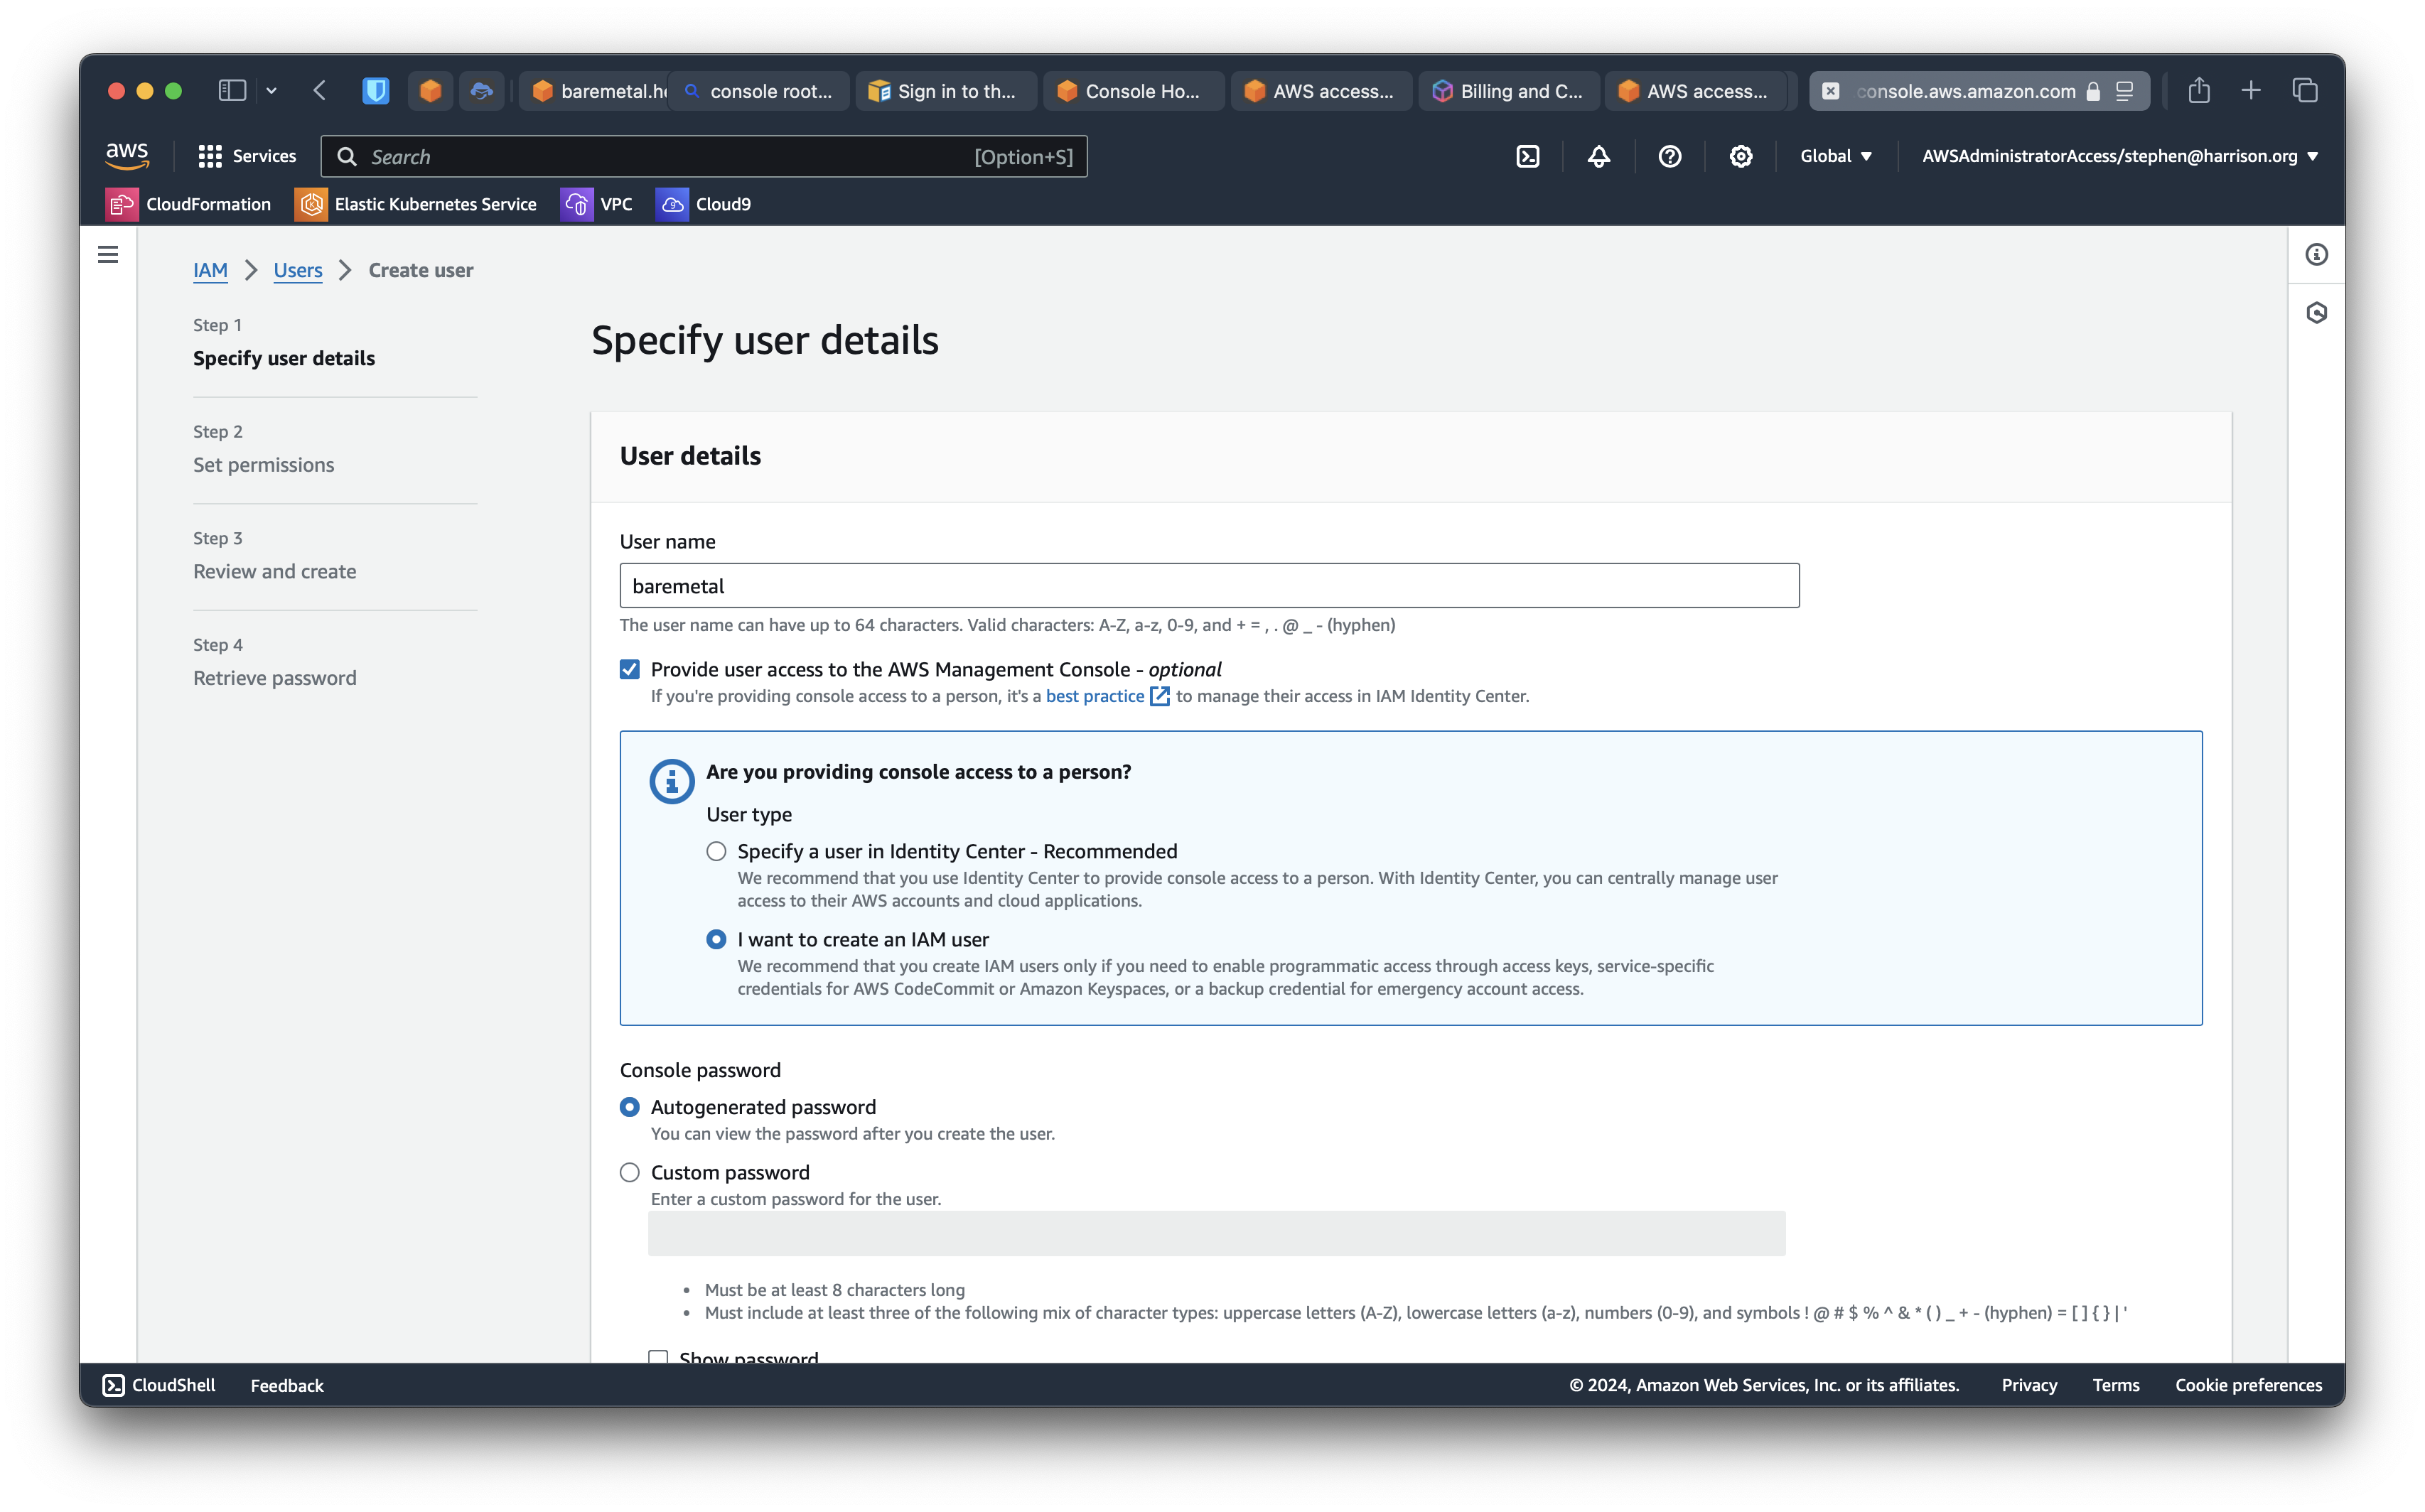 baremetal.he
console root...
Sign in to th...
Console Ho...
AWS access...
Billing and C...
AWS access...
console.aws.amazon.com
aws
Services
Search
[Option+S]
Global
AWSAdministratorAccess/stephen@harrison.org
CloudFormation
Elastic Kubernetes Service
VPC
Cloud9
IAM
Users
Create user
Step 1
Specify user details
Step 2
Set permissions
Step 3
Review and create
Step 4
Retrieve password
Specify user details
User details
User name
baremetal
The user name can have up to 64 characters. Valid characters: A-Z, a-z, 0-9, and + = , . @ _ - (hyphen)
Provide user access to the AWS Management Console - optional
If you're providing console access to a person, it's a best practice to manage their access in IAM Identity Center.
Are you providing console access to a person?
User type
Specify a user in Identity Center - Recommended
We recommend that you use Identity Center to provide console access to a person. With Identity Center, you can centrally manage user
access to their AWS accounts and cloud applications.
I want to create an IAM user
We recommend that you create IAM users only if you need to enable programmatic access through access keys, service-specific
credentials for AWS CodeCommit or Amazon Keyspaces, or a backup credential for emergency account access.
Console password
Autogenerated password
You can view the password after you create the user.
Custom password
Enter a custom password for the user.
• Must be at least 8 characters long
• Must include at least three of the following mix of character types: uppercase letters (A-Z), lowercase letters (a-z), numbers (0-9), and symbols ! @ # $ % ^ & * ( ) _ + - (hyphen) = [ ] { } | '
Show password
CloudShell
Feedback
© 2024, Amazon Web Services, Inc. or its affiliates.
Privacy
Terms
Cookie preferences